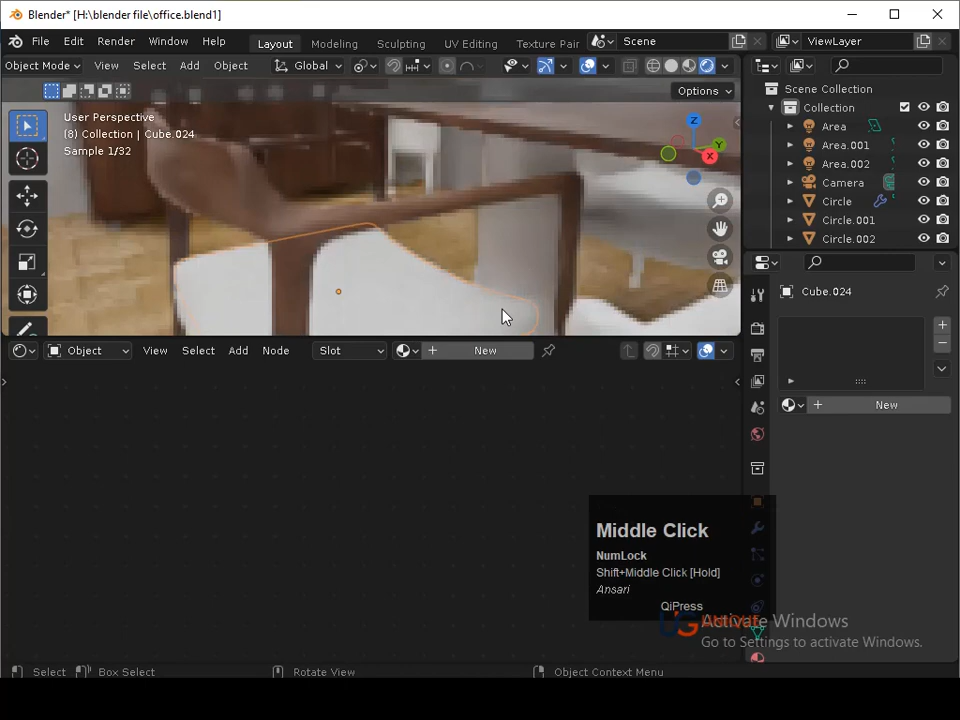 Blender* [H:\blender file\office.blend1]
File Edit Render Window Help Layout Modeling Sculpting UV Editing Texture Pair Scene ViewLayer
Object Mode View Select Add Object Global
Options
User Perspective
(8) Collection | Cube.024
Sample 1/32
Z
Y
X
Scene Collection
Collection
Area
Area.001
Area.002
Camera
Circle
Circle.001
Circle.002
Cube.024
New
Object View Select Add Node Slot New
Middle Click
NumLock
Shift+Middle Click [Hold]
Ansari
QiPress
Activate Windows
Go to Settings to activate Windows.
Select Box Select Rotate View Object Context Menu